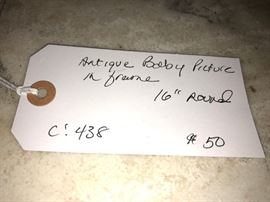 Antique Baby Picture
in frame
16" round
C: 438
$50